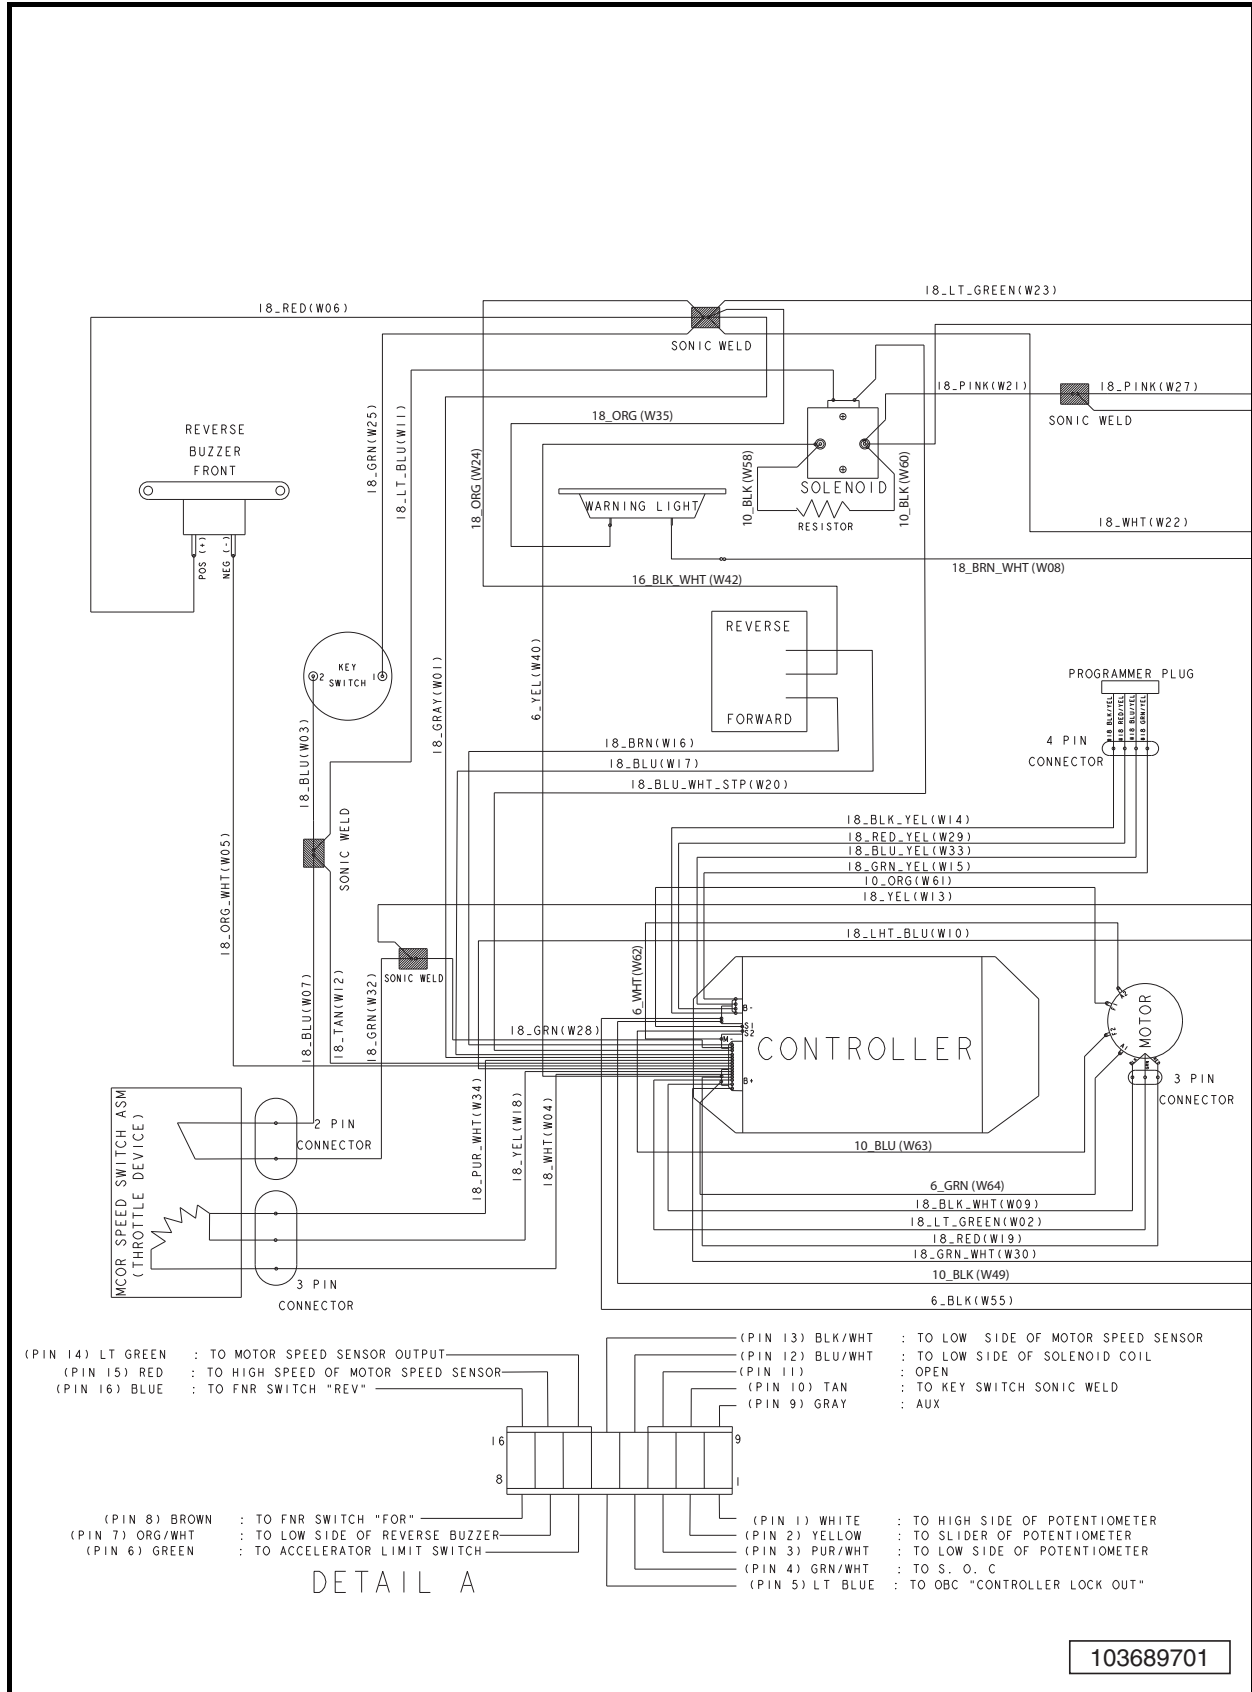 18_LT_GREEN(W23)
18_RED(W06)
SONIC WELD
18_PINK(W21)
18_PINK(W27)
SONIC WELD
18_ORG (W35)
18_GRN(W25)
18_LT_BLU(W11)
REVERSE
BUZZER
FRONT
18_ORG (W24)
10_BLK (W58)
10_BLK (W60)
SOLENOID
WARNING LIGHT
RESISTOR
18_WHT(W22)
POS (+)
NEG (-)
18_BRN_WHT (W08)
16_BLK_WHT (W42)
REVERSE
FORWARD
6_YEL(W40)
18_GRAY(W01)
KEY
SWITCH
2
1
PROGRAMMER PLUG
#18 BLK/YEL
#18 RED/YEL
#18 BLU/YEL
#18 GRN/YEL
4 PIN
CONNECTOR
18_BLU(W03)
18_BRN(W16)
18_BLU(W17)
18_BLU_WHT_STP(W20)
SONIC WELD
18_BLK_YEL(W14)
18_RED_YEL(W29)
18_BLU_YEL(W33)
18_GRN_YEL(W15)
10_ORG(W61)
18_YEL(W13)
18_ORG_WHT(W05)
18_LHT_BLU(W10)
SONIC WELD
6_WHT (W62)
18_BLU(W07)
18_TAN(W12)
18_GRN(W32)
18_GRN(W28)
B-
S1
S2
M-
B+
CONTROLLER
A2
F1
F2
A1
MOTOR
BLK
GRN
RED
3 PIN
CONNECTOR
MCOR SPEED SWITCH ASM
(THROTTLE DEVICE)
2 PIN
CONNECTOR
18_PUR_WHT(W34)
18_YEL(W18)
18_WHT(W04)
10_BLU (W63)
6_GRN (W64)
18_BLK_WHT(W09)
18_LT_GREEN(W02)
18_RED(W19)
18_GRN_WHT(W30)
10_BLK (W49)
6_BLK(W55)
3 PIN
CONNECTOR
(PIN 14) LT GREEN : TO MOTOR SPEED SENSOR OUTPUT
(PIN 15) RED : TO HIGH SPEED OF MOTOR SPEED SENSOR
(PIN 16) BLUE : TO FNR SWITCH "REV"
(PIN 13) BLK/WHT : TO LOW SIDE OF MOTOR SPEED SENSOR
(PIN 12) BLU/WHT : TO LOW SIDE OF SOLENOID COIL
(PIN 11) : OPEN
(PIN 10) TAN : TO KEY SWITCH SONIC WELD
(PIN 9) GRAY : AUX
16
9
8
1
(PIN 8) BROWN : TO FNR SWITCH "FOR"
(PIN 7) ORG/WHT : TO LOW SIDE OF REVERSE BUZZER
(PIN 6) GREEN : TO ACCELERATOR LIMIT SWITCH
(PIN 1) WHITE : TO HIGH SIDE OF POTENTIOMETER
(PIN 2) YELLOW : TO SLIDER OF POTENTIOMETER
(PIN 3) PUR/WHT : TO LOW SIDE OF POTENTIOMETER
(PIN 4) GRN/WHT : TO S. O. C
(PIN 5) LT BLUE : TO OBC "CONTROLLER LOCK OUT"
DETAIL A
103689701